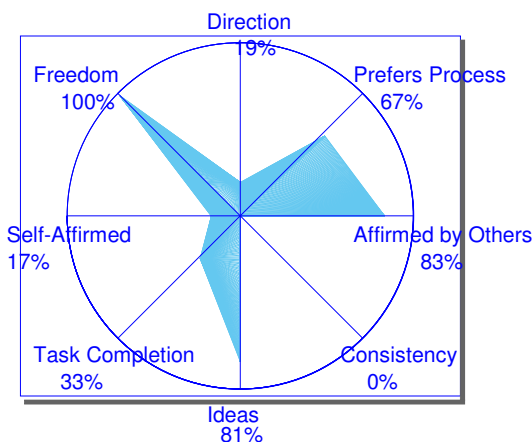 Direction
19%
Freedom
100%
Prefers Process
67%
Self-Affirmed
17%
Affirmed by Others
83%
Task Completion
33%
Consistency
0%
Ideas
81%